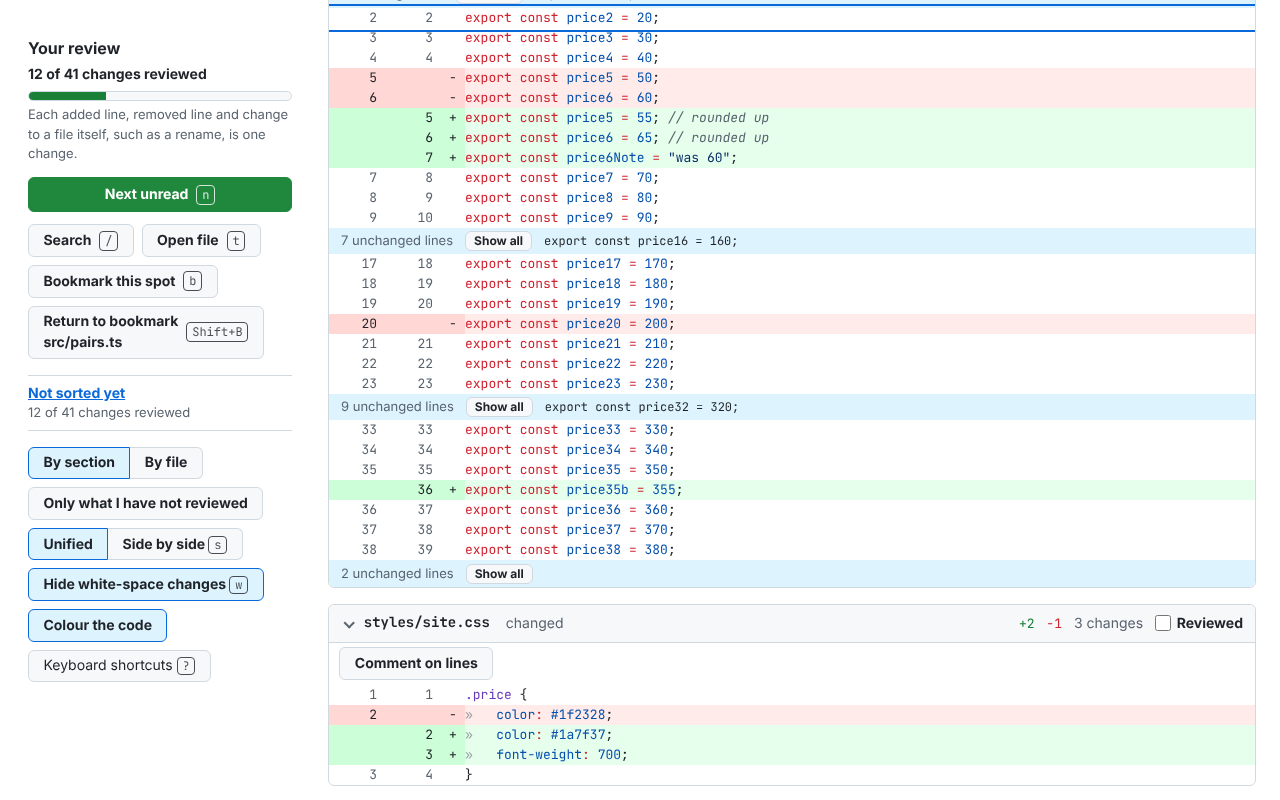 Your review
12 of 41 changes reviewed
Each added line, removed line and change
to a file itself, such as a rename, is one
change.
Next unread n
Search / Open file t
Bookmark this spot b
Return to bookmark
src/pairs.ts Shift+B
Not sorted yet
12 of 41 changes reviewed
By section By file
Only what I have not reviewed
Unified Side by side s
Hide white-space changes w
Colour the code
Keyboard shortcuts ?
2 2 export const price2 = 20;
3 3 export const price3 = 30;
4 4 export const price4 = 40;
5 - export const price5 = 50;
6 - export const price6 = 60;
5 + export const price5 = 55; // rounded up
6 + export const price6 = 65; // rounded up
7 + export const price6Note = "was 60";
7 8 export const price7 = 70;
8 9 export const price8 = 80;
9 10 export const price9 = 90;
7 unchanged lines Show all export const price16 = 160;
17 18 export const price17 = 170;
18 19 export const price18 = 180;
19 20 export const price19 = 190;
20 - export const price20 = 200;
21 21 export const price21 = 210;
22 22 export const price22 = 220;
23 23 export const price23 = 230;
9 unchanged lines Show all export const price32 = 320;
33 33 export const price33 = 330;
34 34 export const price34 = 340;
35 35 export const price35 = 350;
36 + export const price35b = 355;
36 37 export const price36 = 360;
37 38 export const price37 = 370;
38 39 export const price38 = 380;
2 unchanged lines Show all
styles/site.css changed +2 -1 3 changes Reviewed
Comment on lines
1 1 .price {
2 - » color: #1f2328;
2 + » color: #1a7f37;
3 + » font-weight: 700;
3 4 }